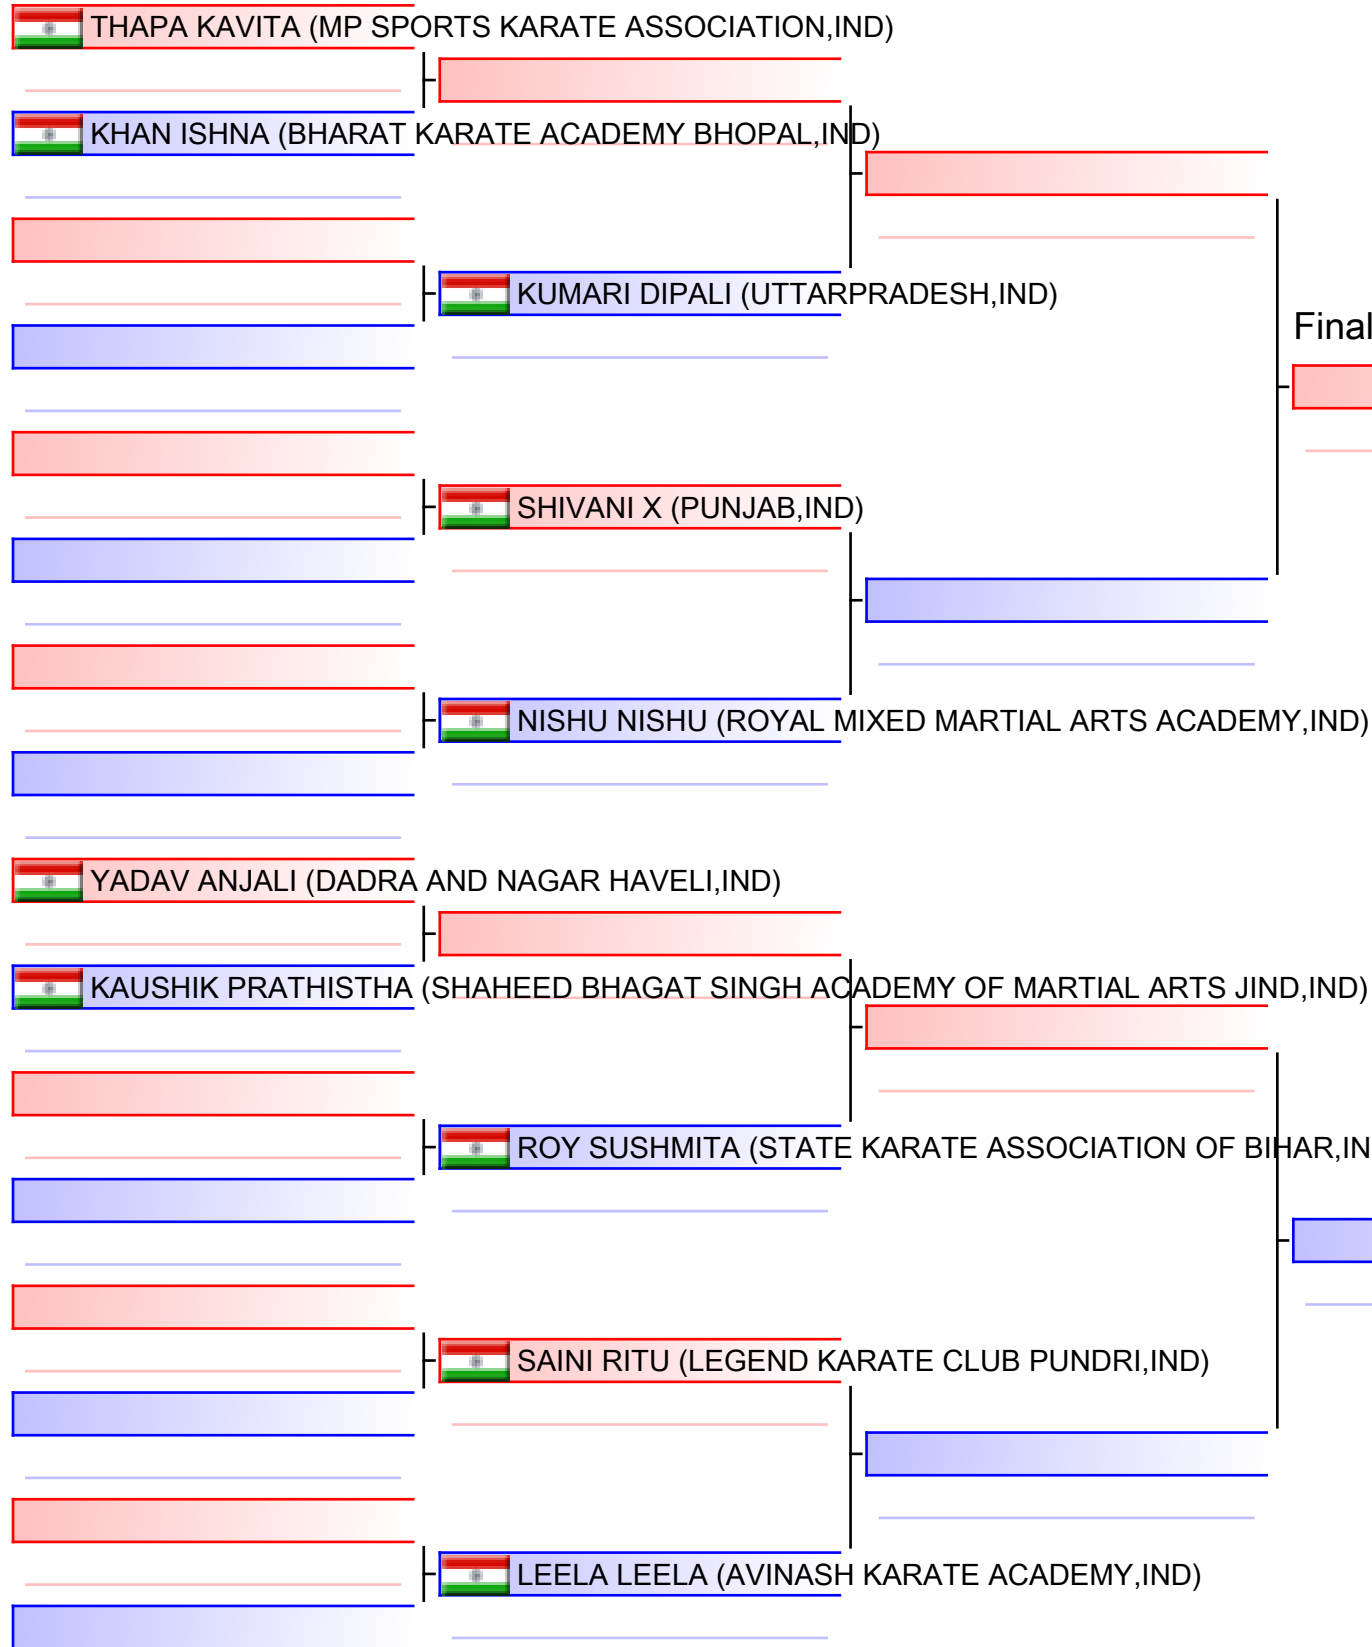 THAPA KAVITA (MP SPORTS KARATE ASSOCIATION,IND)
KHAN ISHNA (BHARAT KARATE ACADEMY BHOPAL,IND)
KUMARI DIPALI (UTTARPRADESH,IND)
Final
SHIVANI X (PUNJAB,IND)
NISHU NISHU (ROYAL MIXED MARTIAL ARTS ACADEMY,IND)
YADAV ANJALI (DADRA AND NAGAR HAVELI,IND)
KAUSHIK PRATHISTHA (SHAHEED BHAGAT SINGH ACADEMY OF MARTIAL ARTS JIND,IND)
ROY SUSHMITA (STATE KARATE ASSOCIATION OF BIHAR,IN
SAINI RITU (LEGEND KARATE CLUB PUNDRI,IND)
LEELA LEELA (AVINASH KARATE ACADEMY,IND)